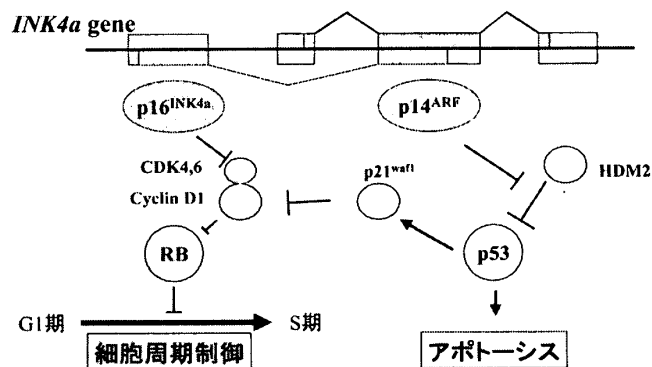 INK4a gene
p16INK4a
p14ARF
CDK4,6
Cyclin D1
p21waf1
HDM2
RB
p53
G1期
S期
細胞周期制御
アポトーシス